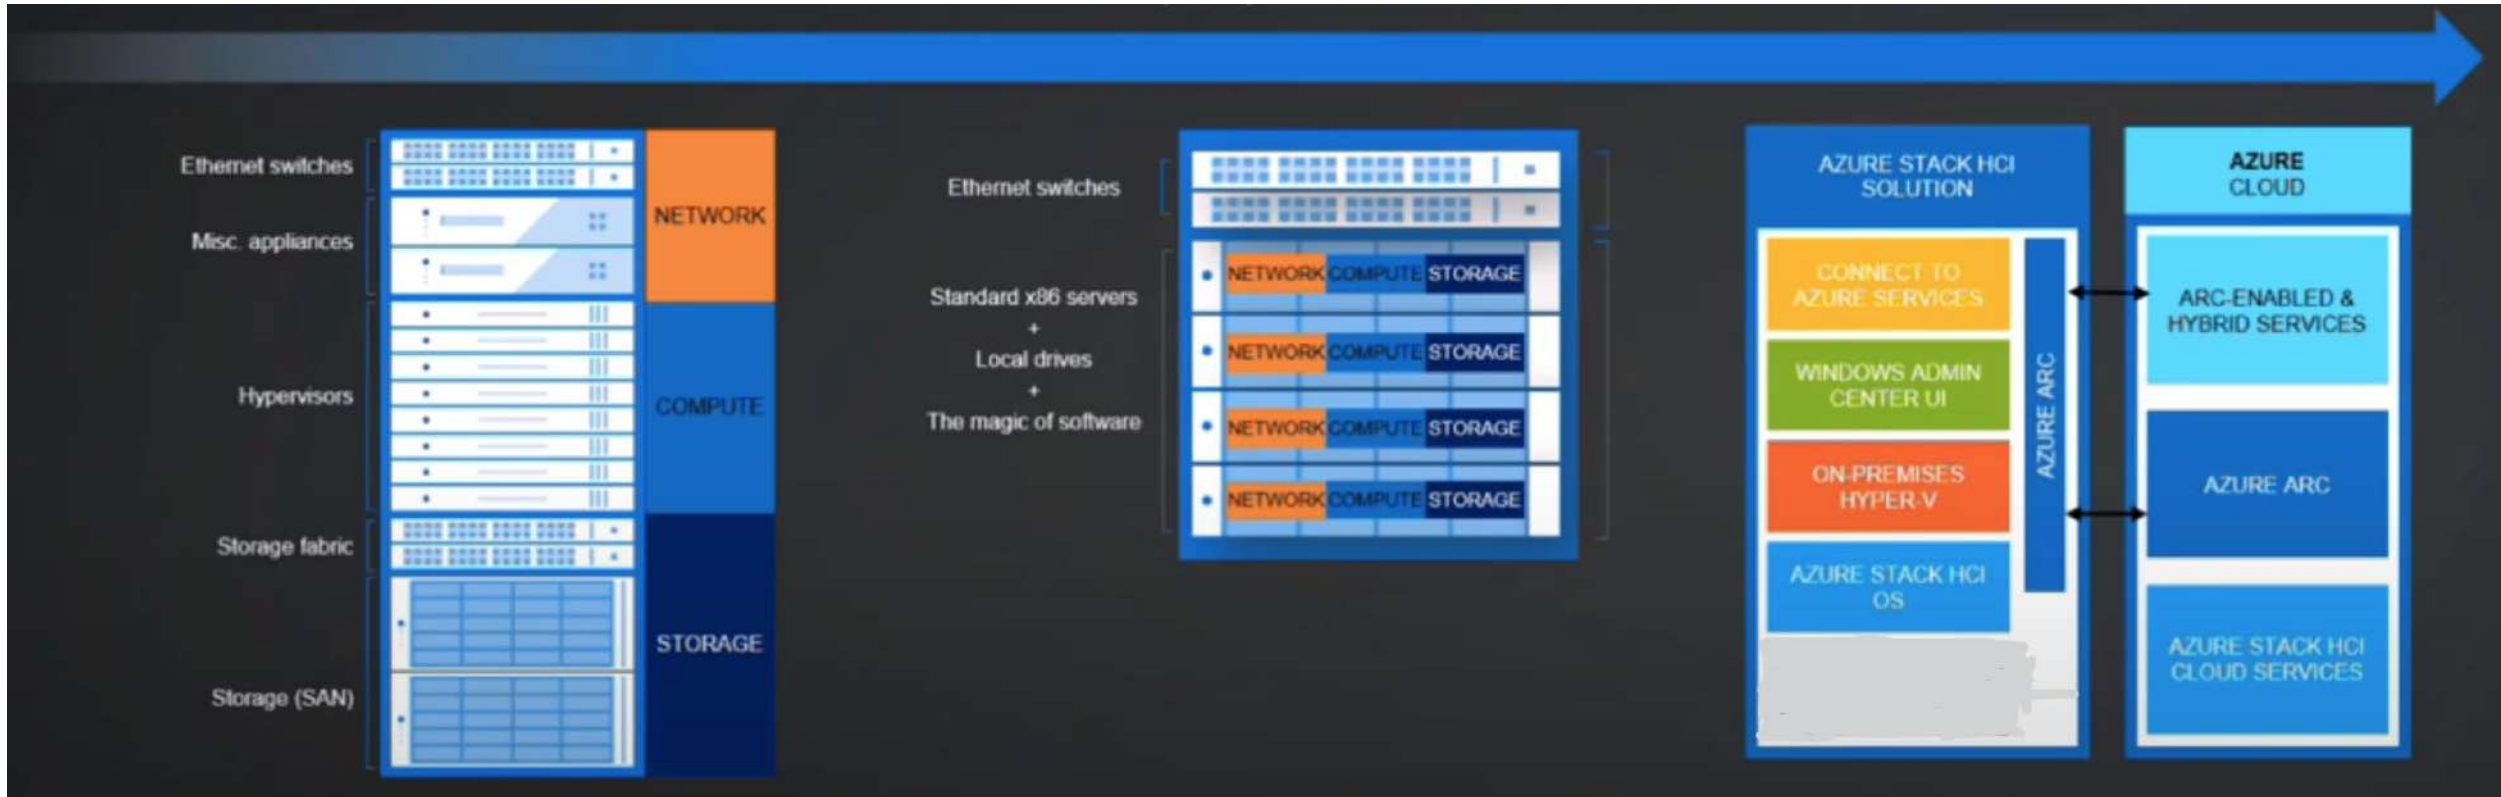 Ethernet switches
Misc. appliances
Hypervisors
Storage fabric
Storage (SAN)
NETWORK
COMPUTE
STORAGE
Ethernet switches
Standard x86 servers
+
Local drives
+
The magic of software
NETWORK COMPUTE STORAGE
NETWORK COMPUTE STORAGE
NETWORK COMPUTE STORAGE
NETWORK COMPUTE STORAGE
AZURE STACK HCI
SOLUTION
CONNECT TO
AZURE SERVICES
WINDOWS ADMIN
CENTER UI
ON-PREMISES
HYPER-V
AZURE STACK HCI
OS
AZURE ARC
AZURE
CLOUD
ARC-ENABLED &
HYBRID SERVICES
AZURE ARC
AZURE STACK HCI
CLOUD SERVICES